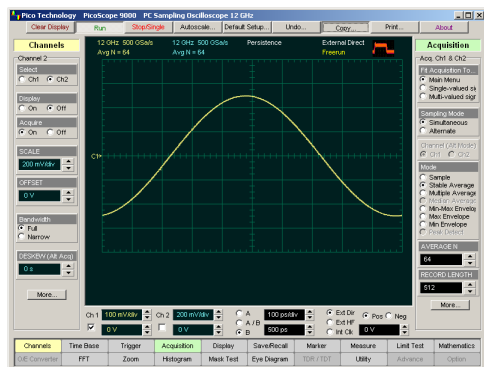 Pico Technology PicoScope 9000 PC Sampling Oscilloscope 12 GHz
Clear Display Run Stop/Single Autoscale... Default Setup... Undo... Copy... Print... About
Channels
Channel 2
Select
Ch1 Ch2
Display
On Off
Acquire
On Off
SCALE
200 mV/div
OFFSET
0 V
Bandwidth
Full
Narrow
DESKEW (Alt Acq)
0 s
More...
12 GHz 500 GSa/s 12 GHz 500 GSa/s Persistence External Direct
Avg N = 64 Avg N = 64 Freerun
C1
Ch 1 100 mV/div Ch 2 200 mV/div A 100 ps/div Ext Dir Pos Neg
A / B Ext HF
0 V 0 V B 500 ps Int Clk 0 V
Acquisition
Acq. Ch1 & Ch2
Fit Acquisition To...
Main Menu
Single-valued
Multi-valued
Sampling Mode
Simultaneous
Alternate
Channel (Alt Mode)
Ch1 Ch2
Mode
Sample
Stable Average
Multiple Average
Median Average
Min-Max Envelop
Max Envelope
Min Envelope
Peak Detect
AVERAGE N
64
RECORD LENGTH
512
More...
Channels Time Base Trigger Acquisition Display Save/Recall Marker Measure Limit Test Mathematics
O/E Converter FFT Zoom Histogram Mask Test Eye Diagram TDR / TDT Utility Advance Option